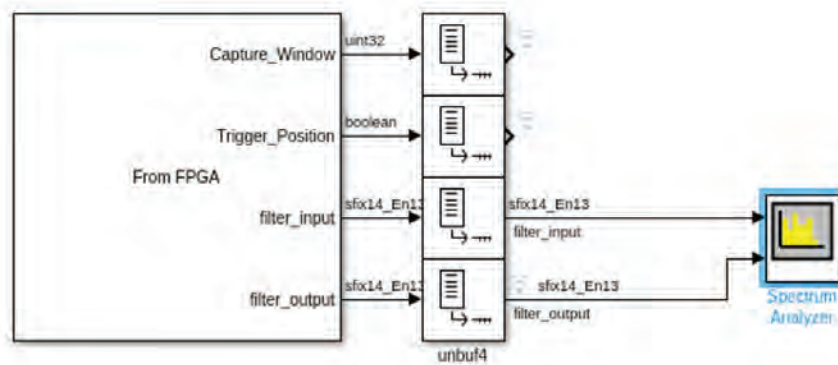 uint32
Capture_Window
boolean
Trigger_Position
From FPGA
sfix14_En13
sfix14_En13
filter_input
filter_input
sfix14_En13
sfix14_En13
filter_output
filter_output
Spectrum
Analyzer
unbuf4